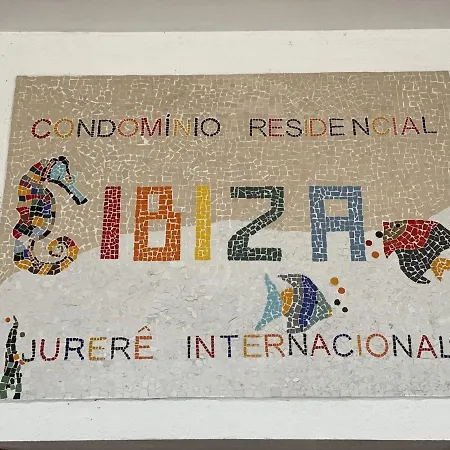 CONDOMÍNIO RESIDENCIAL
IBIZA
JURERÊ INTERNACIONAL